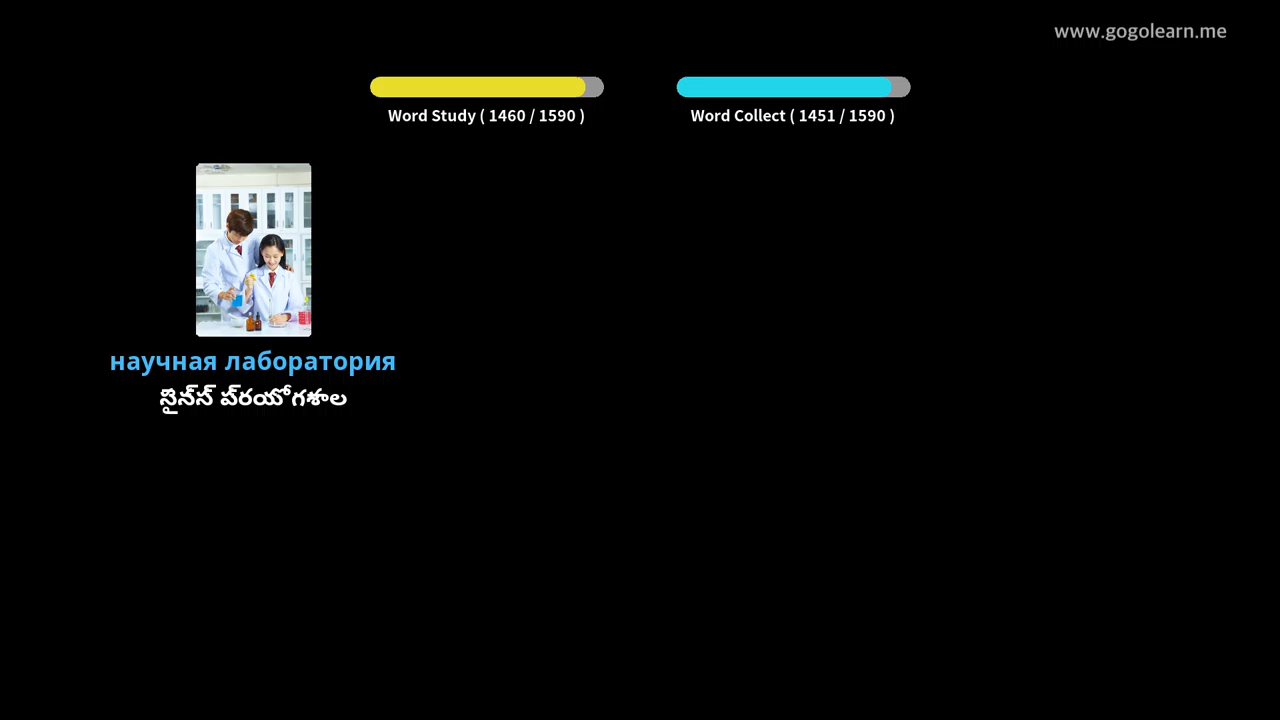 www.gogolearn.me
Word Study ( 1460 / 1590 )
Word Collect ( 1451 / 1590 )
научная лаборатория
సైన్స్ ప్రయోగశాల